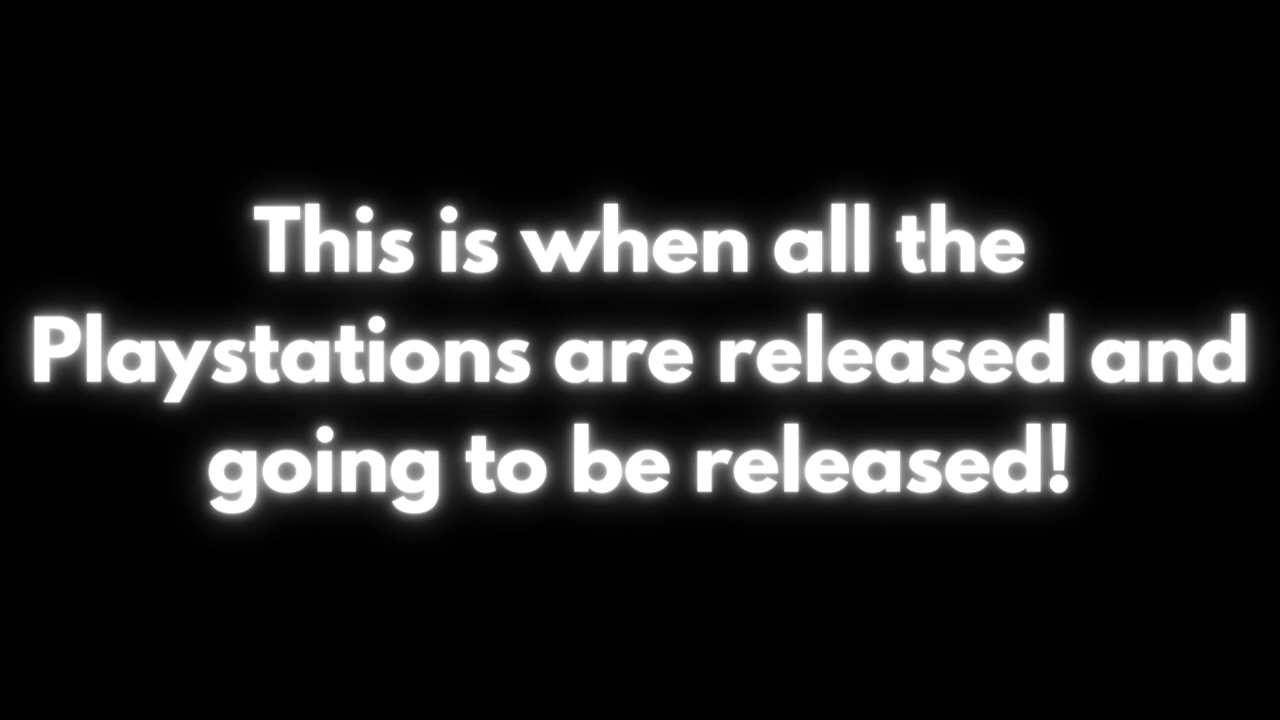 This is when all the
Playstations are released and
going to be released!